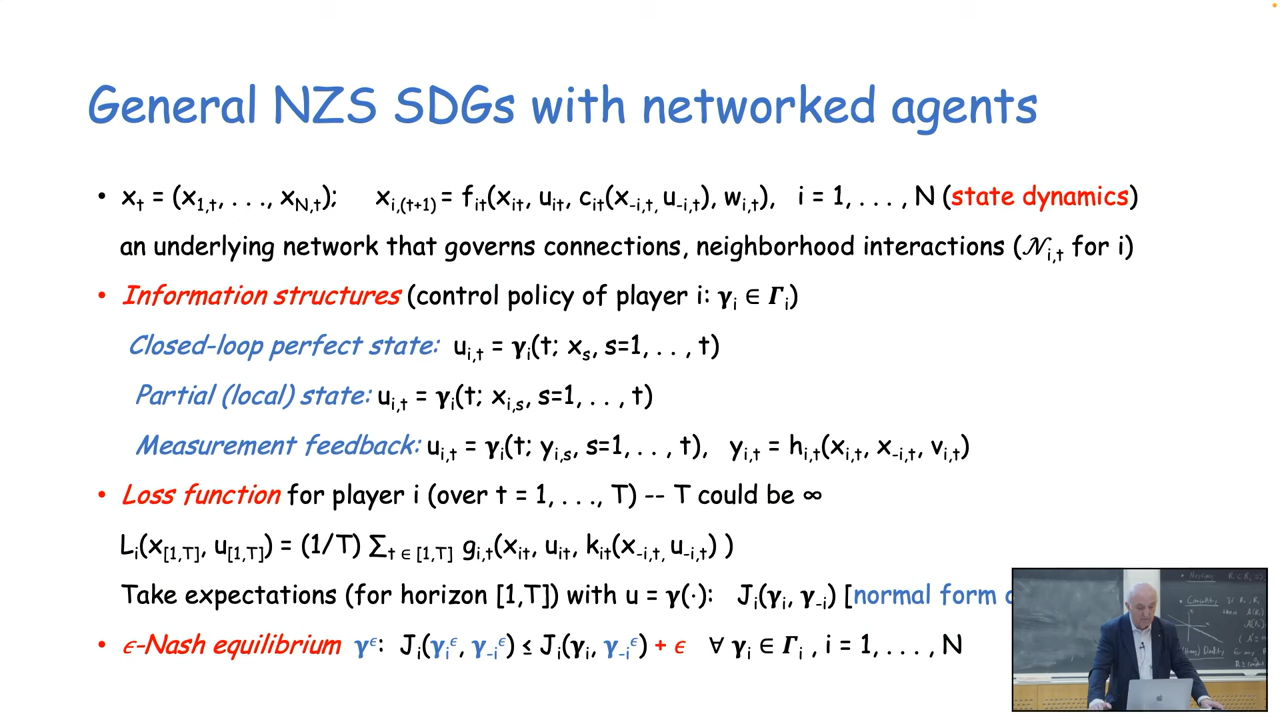 General NZS SDGs with networked agents
• xₜ = (x₁,ₜ, . . ., x_N,ₜ); x_i,(t+1) = f_it(x_it, u_it, c_it(x_-i,t, u_-i,t), w_i,t), i = 1, . . . , N (state dynamics)
an underlying network that governs connections, neighborhood interactions (𝒩_i,t for i)
• Information structures (control policy of player i: γ_i ∈ Γ_i)
Closed-loop perfect state: u_i,t = γ_i(t; x_s, s=1, . . , t)
Partial (local) state: u_i,t = γ_i(t; x_i,s, s=1, . . , t)
Measurement feedback: u_i,t = γ_i(t; y_i,s, s=1, . . , t), y_i,t = h_i,t(x_i,t, x_-i,t, v_i,t)
• Loss function for player i (over t = 1, . . ., T) -- T could be ∞
L_i(x_[1,T], u_[1,T]) = (1/T) ∑_t ∈ [1,T] g_i,t(x_it, u_it, k_it(x_-i,t, u_-i,t) )
Take expectations (for horizon [1,T]) with u = γ(·): J_i(γ_i, γ_-i) [normal form
• ϵ-Nash equilibrium γ^ϵ: J_i(γ_i^ϵ, γ_-i^ϵ) ≤ J_i(γ_i, γ_-i^ϵ) + ϵ ∀ γ_i ∈ Γ_i , i = 1, . . . , N